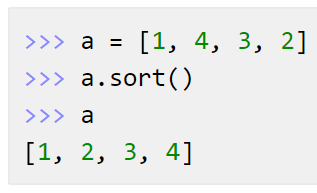 >>> a = [1, 4, 3, 2]
>>> a.sort()
>>> a
[1, 2, 3, 4]